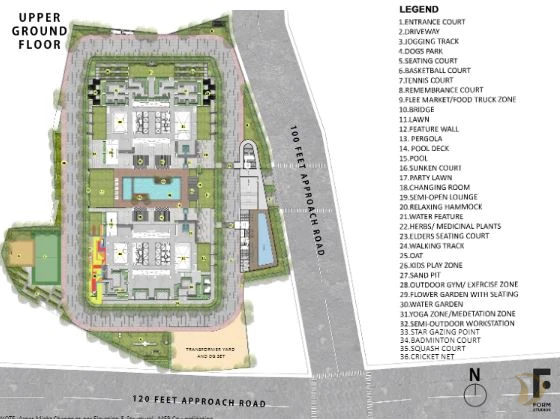 UPPER
GROUND
FLOOR
LEGEND
1.ENTRANCE COURT
2.DRIVEWAY
3.JOGGING TRACK
4.DOGS PARK
5.SEATING COURT
6.BASKETBALL COURT
7.TENNIS COURT
8.REMEMBRANCE COURT
9.FLEE MARKET/FOOD TRUCK ZONE
10.BRIDGE
11.LAWN
12.FEATURE WALL
13. PERGOLA
14. POOL DECK
15.POOL
16.SUNKEN COURT
17.PARTY LAWN
18.CHANGING ROOM
19.SEMI-OPEN LOUNGE
20.RELAXING HAMMOCK
21.WATER FEATURE
22.HERBS/ MEDICINAL PLANTS
23.ELDERS SEATING COURT
24.WALKING TRACK
25.OAT
26.KIDS PLAY ZONE
27.SAND PIT
28.OUTDOOR GYM/ EXERCISE ZONE
29.FLOWER GARDEN WITH SEATING
30.WATER GARDEN
31.YOGA ZONE/MEDETATION ZONE
32.SEMI-OUTDOOR WORKSTATION
33.STAR GAZING POINT
34.BADMINTON COURT
35.SQUASH COURT
36.CRICKET NET
100 FEET APPROACH ROAD
TRANSFORMER YARD
AND DG SET
120 FEET APPROACH ROAD
N
FORM